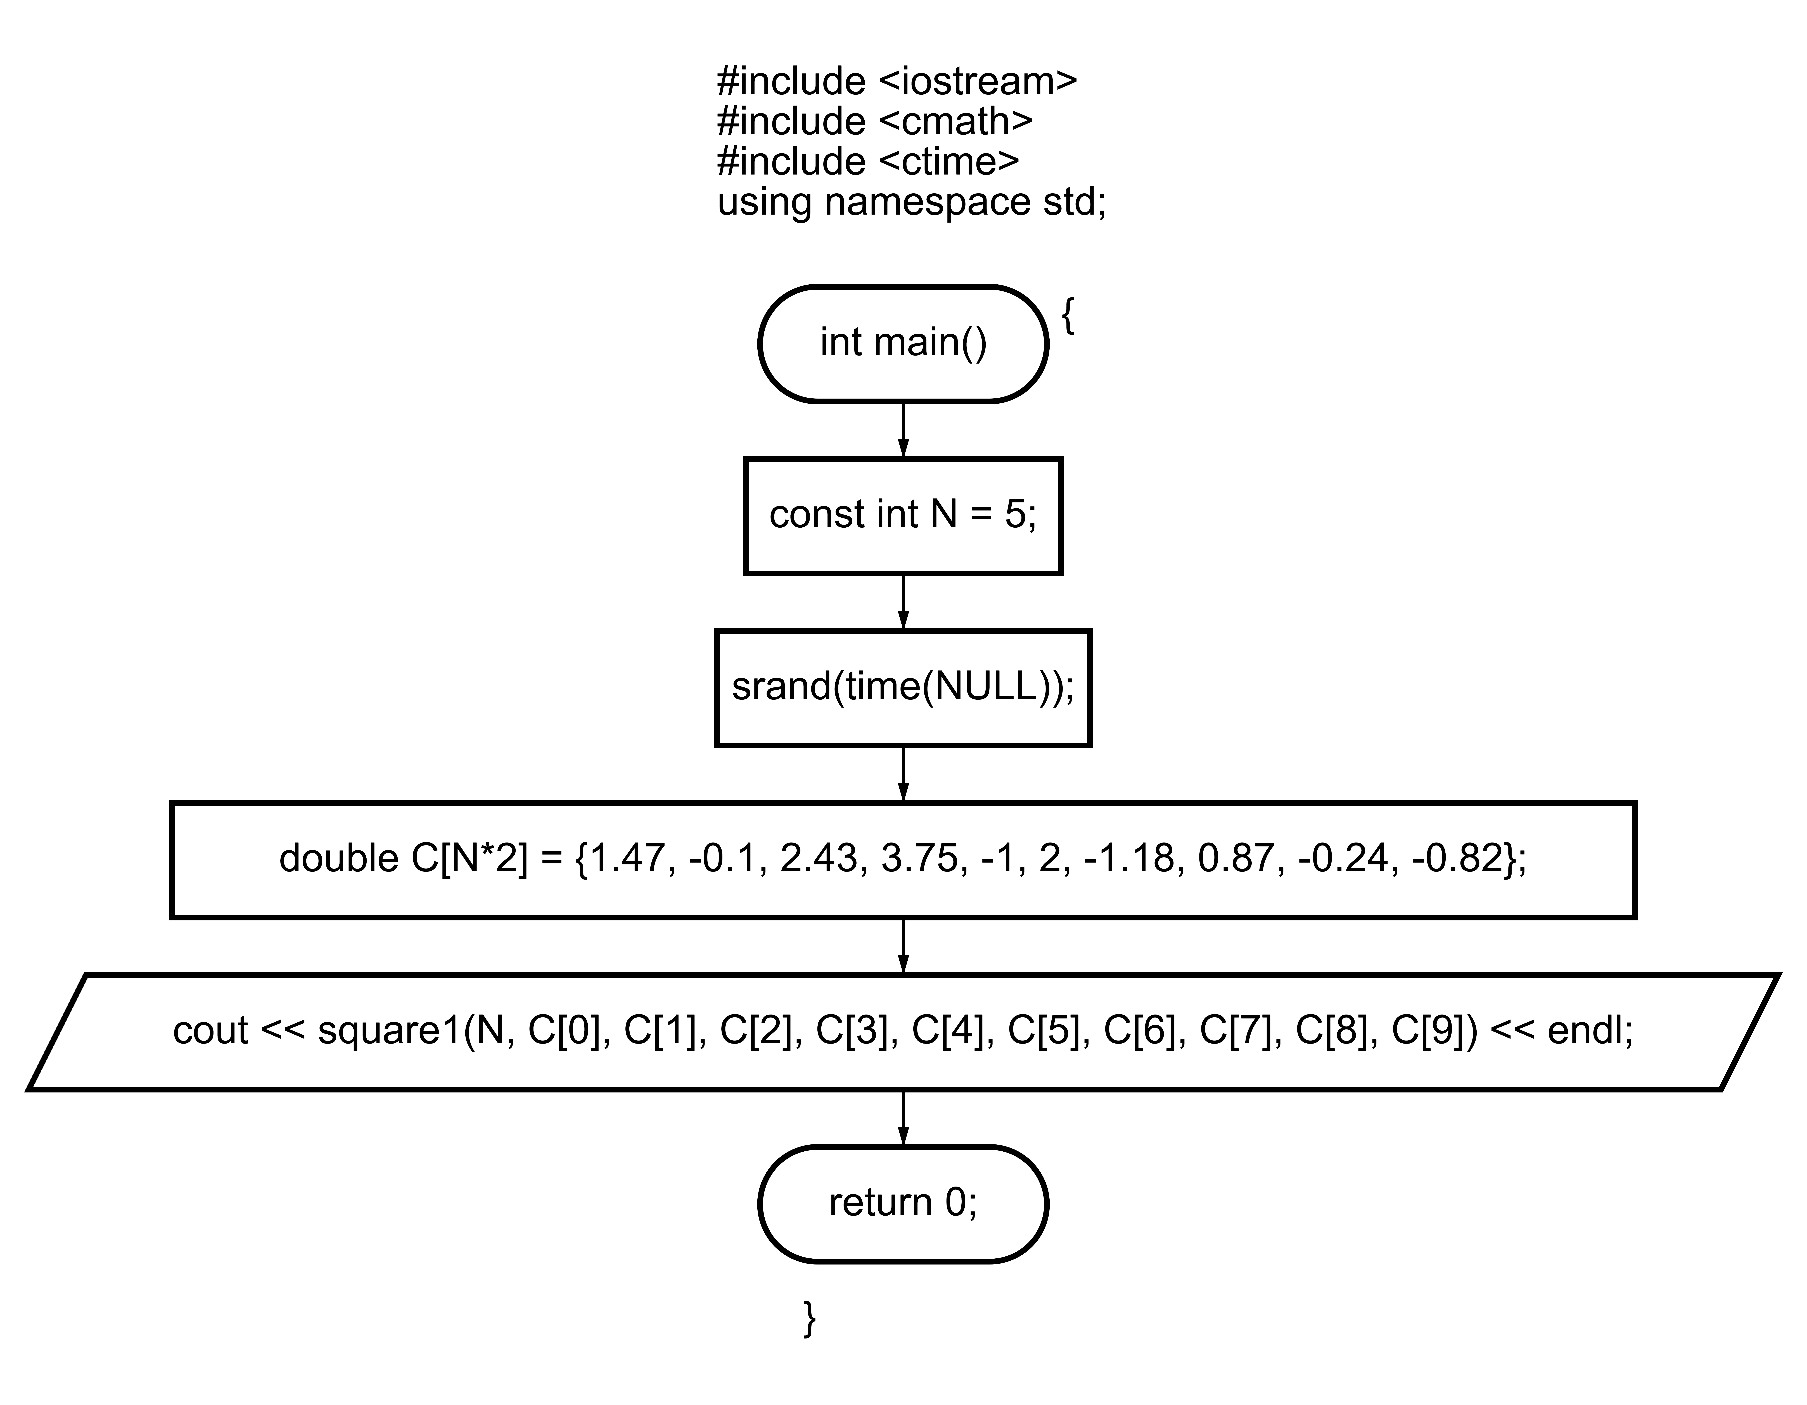 #include <iostream>
#include <cmath>
#include <ctime>
using namespace std;
int main()
{
const int N = 5;
srand(time(NULL));
double C[N*2] = {1.47, -0.1, 2.43, 3.75, -1, 2, -1.18, 0.87, -0.24, -0.82};
cout << square1(N, C[0], C[1], C[2], C[3], C[4], C[5], C[6], C[7], C[8], C[9]) << endl;
return 0;
}